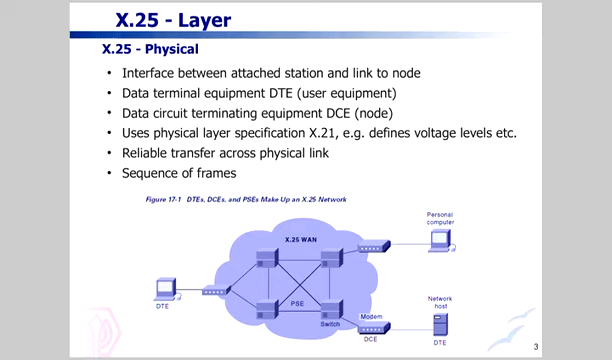 X.25 - Layer
X.25 - Physical
• Interface between attached station and link to node
• Data terminal equipment DTE (user equipment)
• Data circuit terminating equipment DCE (node)
• Uses physical layer specification X.21, e.g. defines voltage levels etc.
• Reliable transfer across physical link
• Sequence of frames
Figure 17-1 DTEs, DCEs, and PSEs Make Up an X.25 Network
Personal
computer
X.25 WAN
DTE
PSE
Switch
Modem
DCE
Network
host
DTE
3